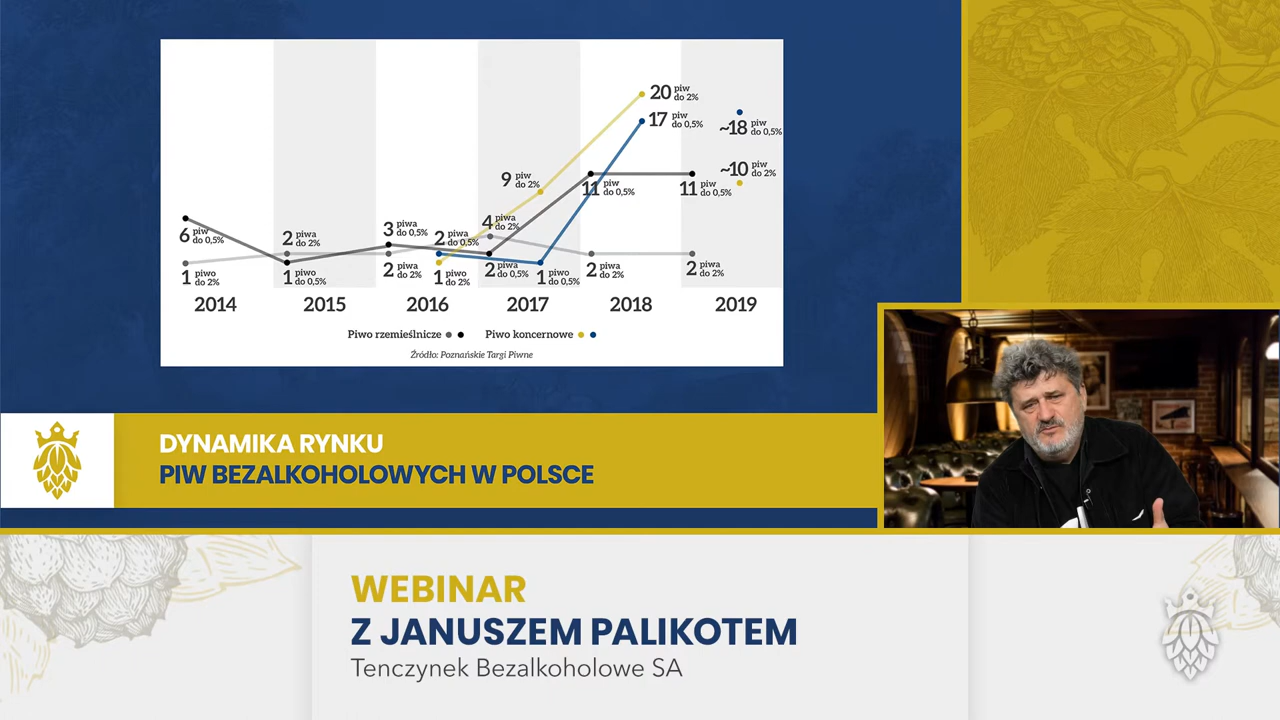 20 piw do 2%
17 piw do 0,5%
~18 piw do 0,5%
~10 piw do 2%
9 piw do 2%
11 piw do 0,5%
11 piw do 0,5%
6 piw do 0,5%
2 piwa do 2%
3 piwa do 0,5%
2 piwa do 0,5%
4 piwa do 2%
1 piwo do 2%
1 piwo do 0,5%
2 piwa do 2%
1 piwo do 2%
2 piwa do 0,5%
1 piwo do 0,5%
2 piwa do 2%
2 piwa do 2%
2014 2015 2016 2017 2018 2019
Piwo rzemieślnicze Piwo koncernowe
Źródło: Poznańskie Targi Piwne
DYNAMIKA RYNKU
PIW BEZALKOHOLOWYCH W POLSCE
WEBINAR
Z JANUSZEM PALIKOTEM
Tenczynek Bezalkoholowe SA